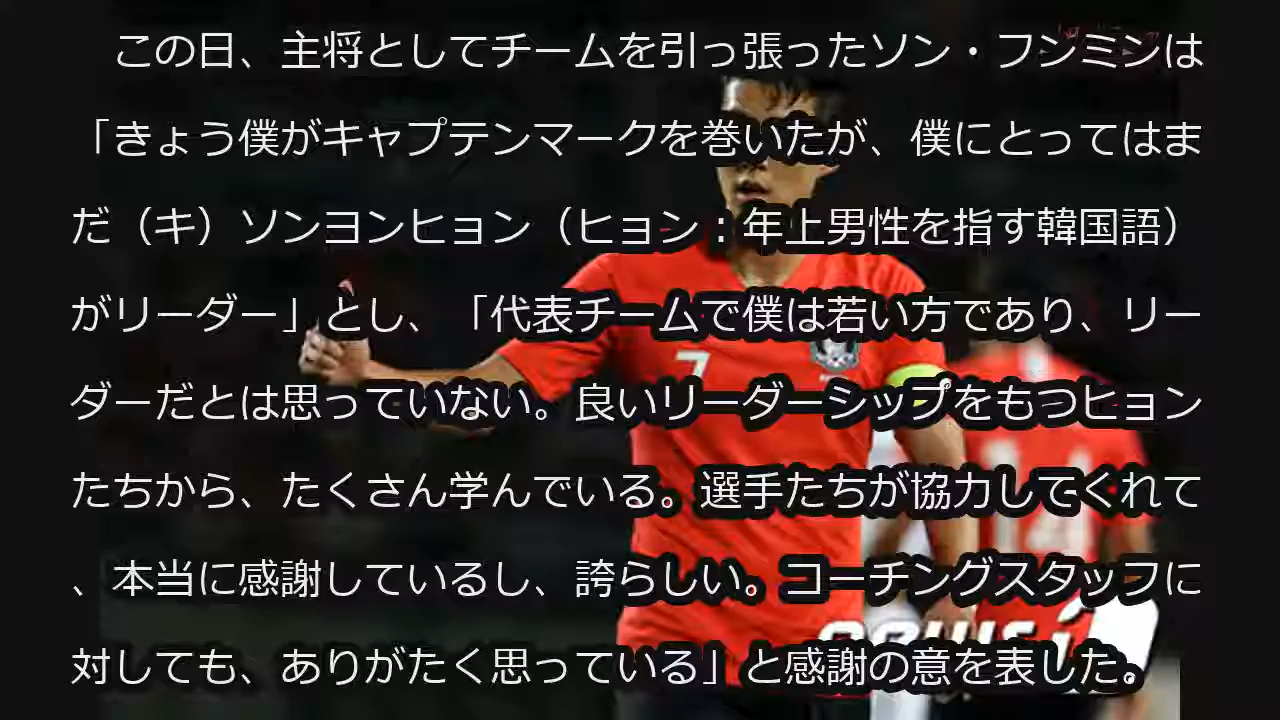 この日、主将としてチームを引っ張ったソン・フンミンは
「きょう僕がキャプテンマークを巻いたが、僕にとってはま
だ（キ）ソンヨンヒョン（ヒョン：年上男性を指す韓国語）
がリーダー」とし、「代表チームで僕は若い方であり、リー
ダーだとは思っていない。良いリーダーシップをもつヒョン
たちから、たくさん学んでいる。選手たちが協力してくれて
、本当に感謝しているし、誇らしい。コーチングスタッフに
対しても、ありがたく思っている」と感謝の意を表した。
7
14